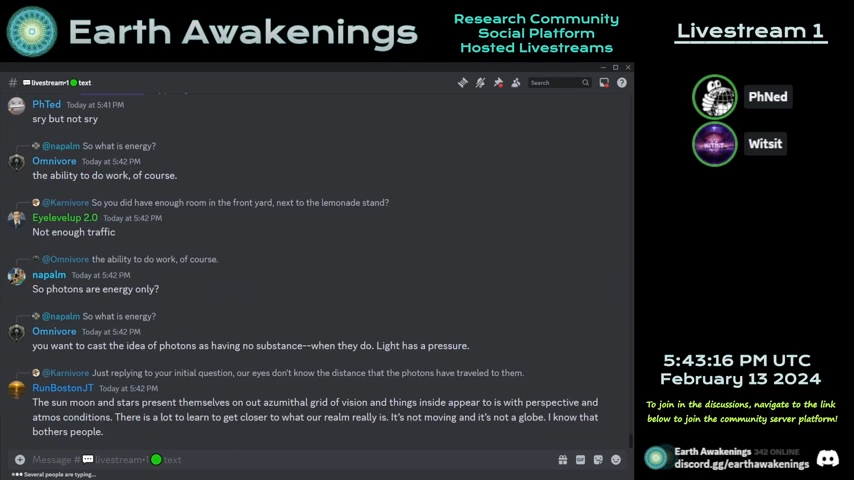 Earth Awakenings
Research Community
Social Platform
Hosted Livestreams
Livestream 1
# livestream•1 text
Search
PhTed Today at 5:41 PM
sry but not sry
@napalm So what is energy?
Omnivore Today at 5:42 PM
the ability to do work, of course.
@Karnivore So you did have enough room in the front yard, next to the lemonade stand?
Eyelevelup 2.0 Today at 5:42 PM
Not enough traffic
@Omnivore the ability to do work, of course.
napalm Today at 5:42 PM
So photons are energy only?
@napalm So what is energy?
Omnivore Today at 5:42 PM
you want to cast the idea of photons as having no substance--when they do. Light has a pressure.
@Karnivore Just replying to your initial question, our eyes don't know the distance that the photons have traveled to them.
RunBostonJT Today at 5:42 PM
The sun moon and stars present themselves on out azumithal grid of vision and things inside appear to is with perspective and
atmos conditions. There is a lot to learn to get closer to what our realm really is. It's not moving and it's not a globe. I know that
bothers people.
Message # livestream•1 text
GIF
Several people are typing...
PhNed
Witsit
5:43:16 PM UTC
February 13 2024
To join in the discussions, navigate to the link
below to join the community server platform!
Earth Awakenings 342 ONLINE
discord.gg/earthawakenings